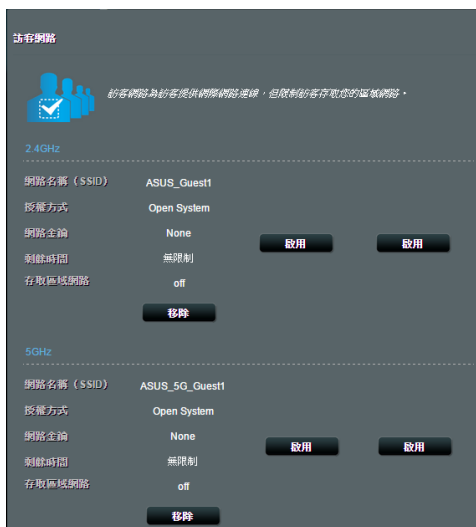 訪客網路
訪客網路為訪客提供網際網路連線，但限制訪客存取您的區域網路。
2.4GHz
網路名稱（SSID） ASUS_Guest1
授權方式 Open System
網路金鑰 None
啟用 啟用
剩餘時間 無限制
存取區域網路 off
移除
5GHz
網路名稱（SSID） ASUS_5G_Guest1
授權方式 Open System
網路金鑰 None
啟用 啟用
剩餘時間 無限制
存取區域網路 off
移除